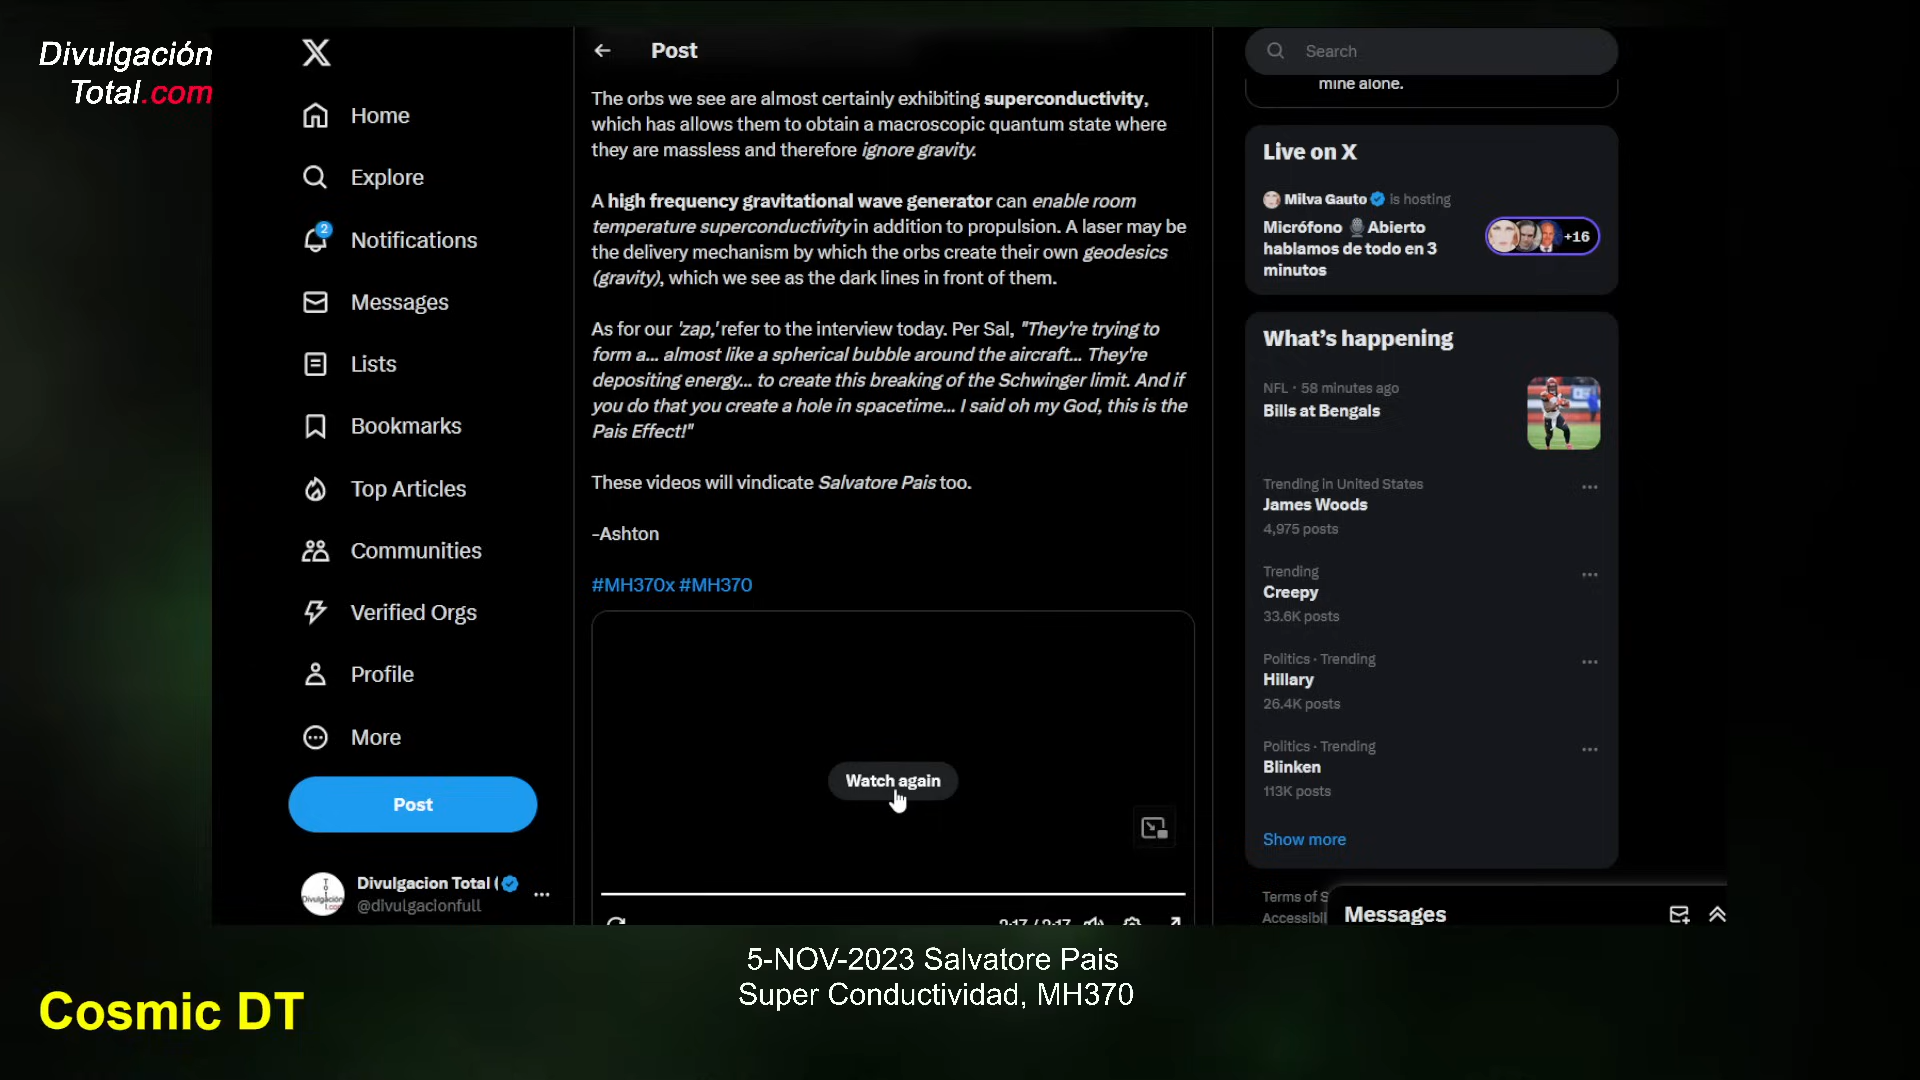 Divulgación
Total.com
Home
Explore
2
Notifications
Messages
Lists
Bookmarks
Top Articles
Communities
Verified Orgs
Profile
More
Post
Divulgacion Total (
@divulgacionfull
Post
The orbs we see are almost certainly exhibiting superconductivity,
which has allows them to obtain a macroscopic quantum state where
they are massless and therefore ignore gravity.
A high frequency gravitational wave generator can enable room
temperature superconductivity in addition to propulsion. A laser may be
the delivery mechanism by which the orbs create their own geodesics
(gravity), which we see as the dark lines in front of them.
As for our 'zap,' refer to the interview today. Per Sal, "They're trying to
form a... almost like a spherical bubble around the aircraft... They're
depositing energy... to create this breaking of the Schwinger limit. And if
you do that you create a hole in spacetime... I said oh my God, this is the
Pais Effect!"
These videos will vindicate Salvatore Pais too.
-Ashton
#MH370x #MH370
Watch again
2:17 / 2:17
Search
mine alone.
Live on X
Milva Gauto is hosting
Micrófono 🎙Abierto
hablamos de todo en 3
minutos
+16
What's happening
NFL · 58 minutes ago
Bills at Bengals
Trending in United States
James Woods
4,975 posts
Trending
Creepy
33.6K posts
Politics · Trending
Hillary
26.4K posts
Politics · Trending
Blinken
113K posts
Show more
Terms of S
Accessibil
Messages
5-NOV-2023 Salvatore Pais
Super Conductividad, MH370
Cosmic DT